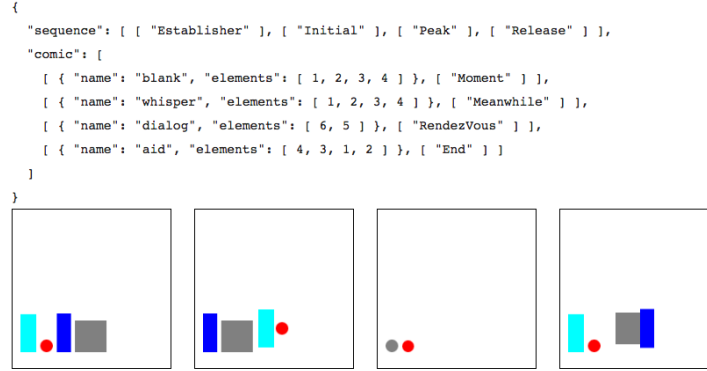 {
"sequence": [ [ "Establisher" ], [ "Initial" ], [ "Peak" ], [ "Release" ] ],
"comic": [
[ { "name": "blank", "elements": [ 1, 2, 3, 4 ] }, [ "Moment" ] ],
[ { "name": "whisper", "elements": [ 1, 2, 3, 4 ] }, [ "Meanwhile" ] ],
[ { "name": "dialog", "elements": [ 6, 5 ] }, [ "RendezVous" ] ],
[ { "name": "aid", "elements": [ 4, 3, 1, 2 ] }, [ "End" ] ]
]
}